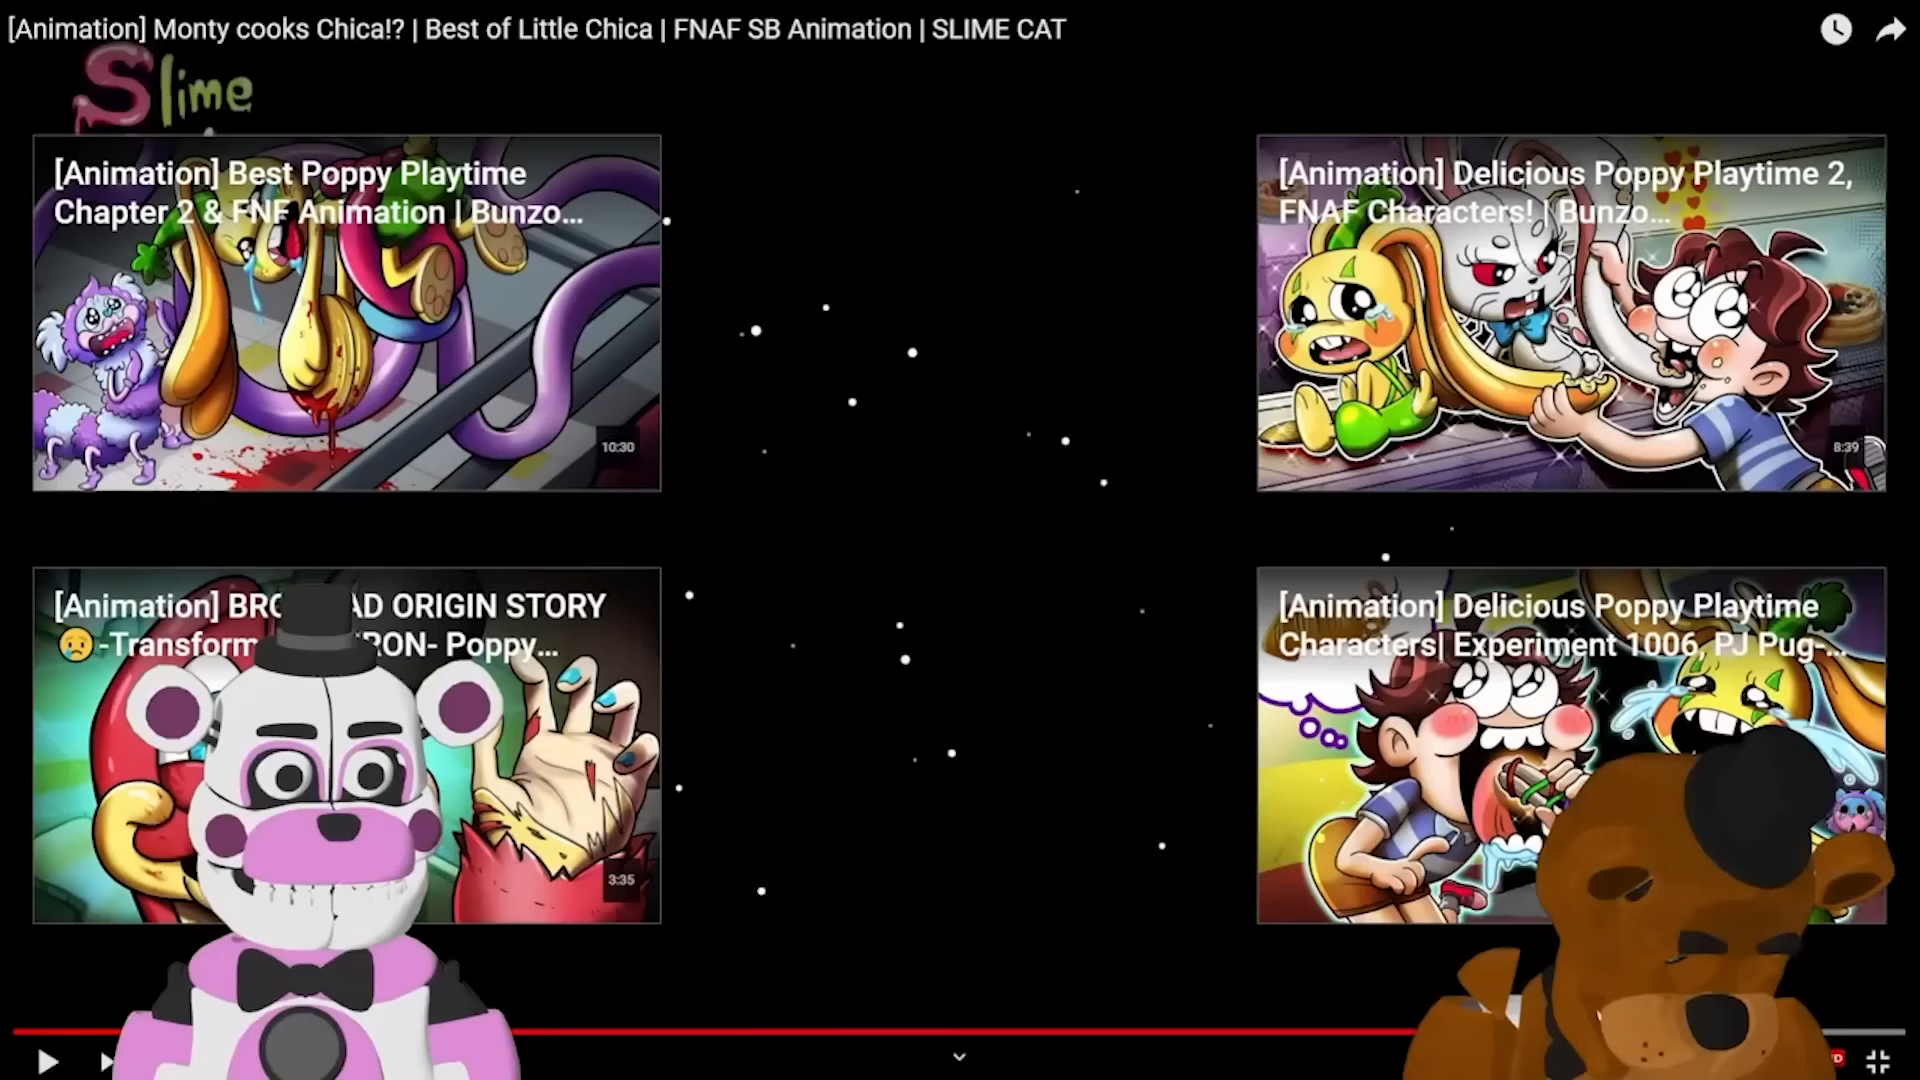 [Animation] Monty cooks Chica!? | Best of Little Chica | FNAF SB Animation | SLIME CAT
Slime
[Animation] Best Poppy Playtime
Chapter 2 & FNF Animation | Bunzo...
10:30
[Animation] Delicious Poppy Playtime 2,
FNAF Characters! | Bunzo...
8:39
[Animation] BRO AD ORIGIN STORY
😥-Transform RON- Poppy...
3:35
[Animation] Delicious Poppy Playtime
Characters| Experiment 1006, PJ Pug-...